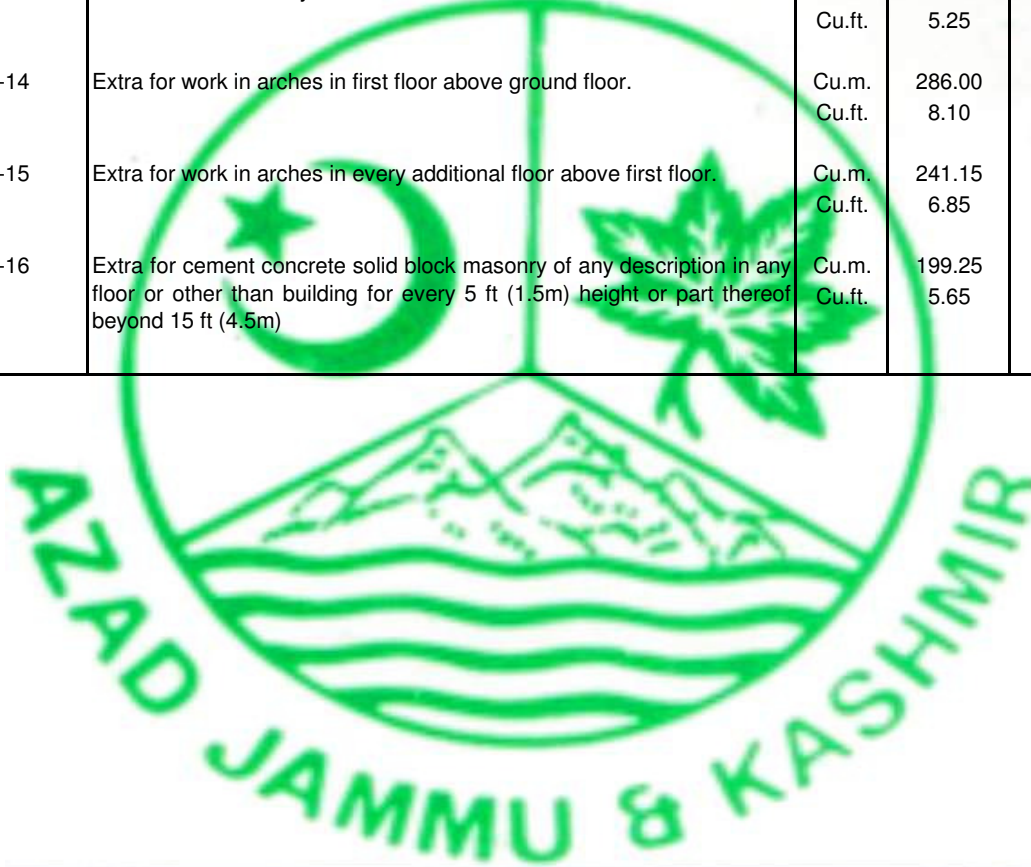 Cu.ft. 5.25
-14 Extra for work in arches in first floor above ground floor. Cu.m. 286.00
Cu.ft. 8.10
-15 Extra for work in arches in every additional floor above first floor. Cu.m. 241.15
Cu.ft. 6.85
-16 Extra for cement concrete solid block masonry of any description in any Cu.m. 199.25
floor or other than building for every 5 ft (1.5m) height or part thereof Cu.ft. 5.65
beyond 15 ft (4.5m)
AZAD JAMMU & KASHMIR